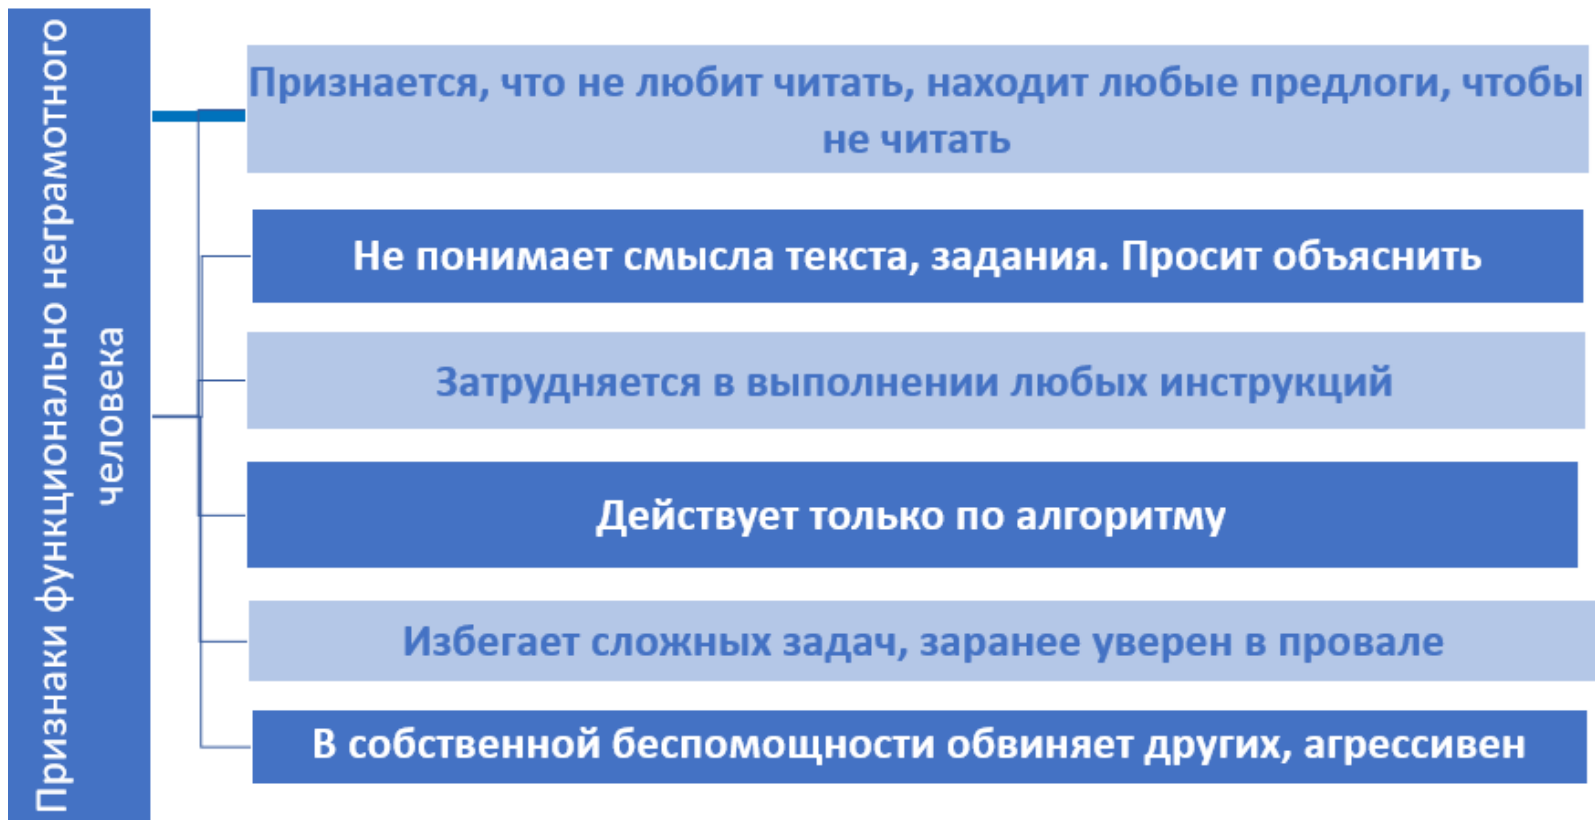 Признаки функционально неграмотного
человека
Признается, что не любит читать, находит любые предлоги, чтобы
не читать
Не понимает смысла текста, задания. Просит объяснить
Затрудняется в выполнении любых инструкций
Действует только по алгоритму
Избегает сложных задач, заранее уверен в провале
В собственной беспомощности обвиняет других, агрессивен